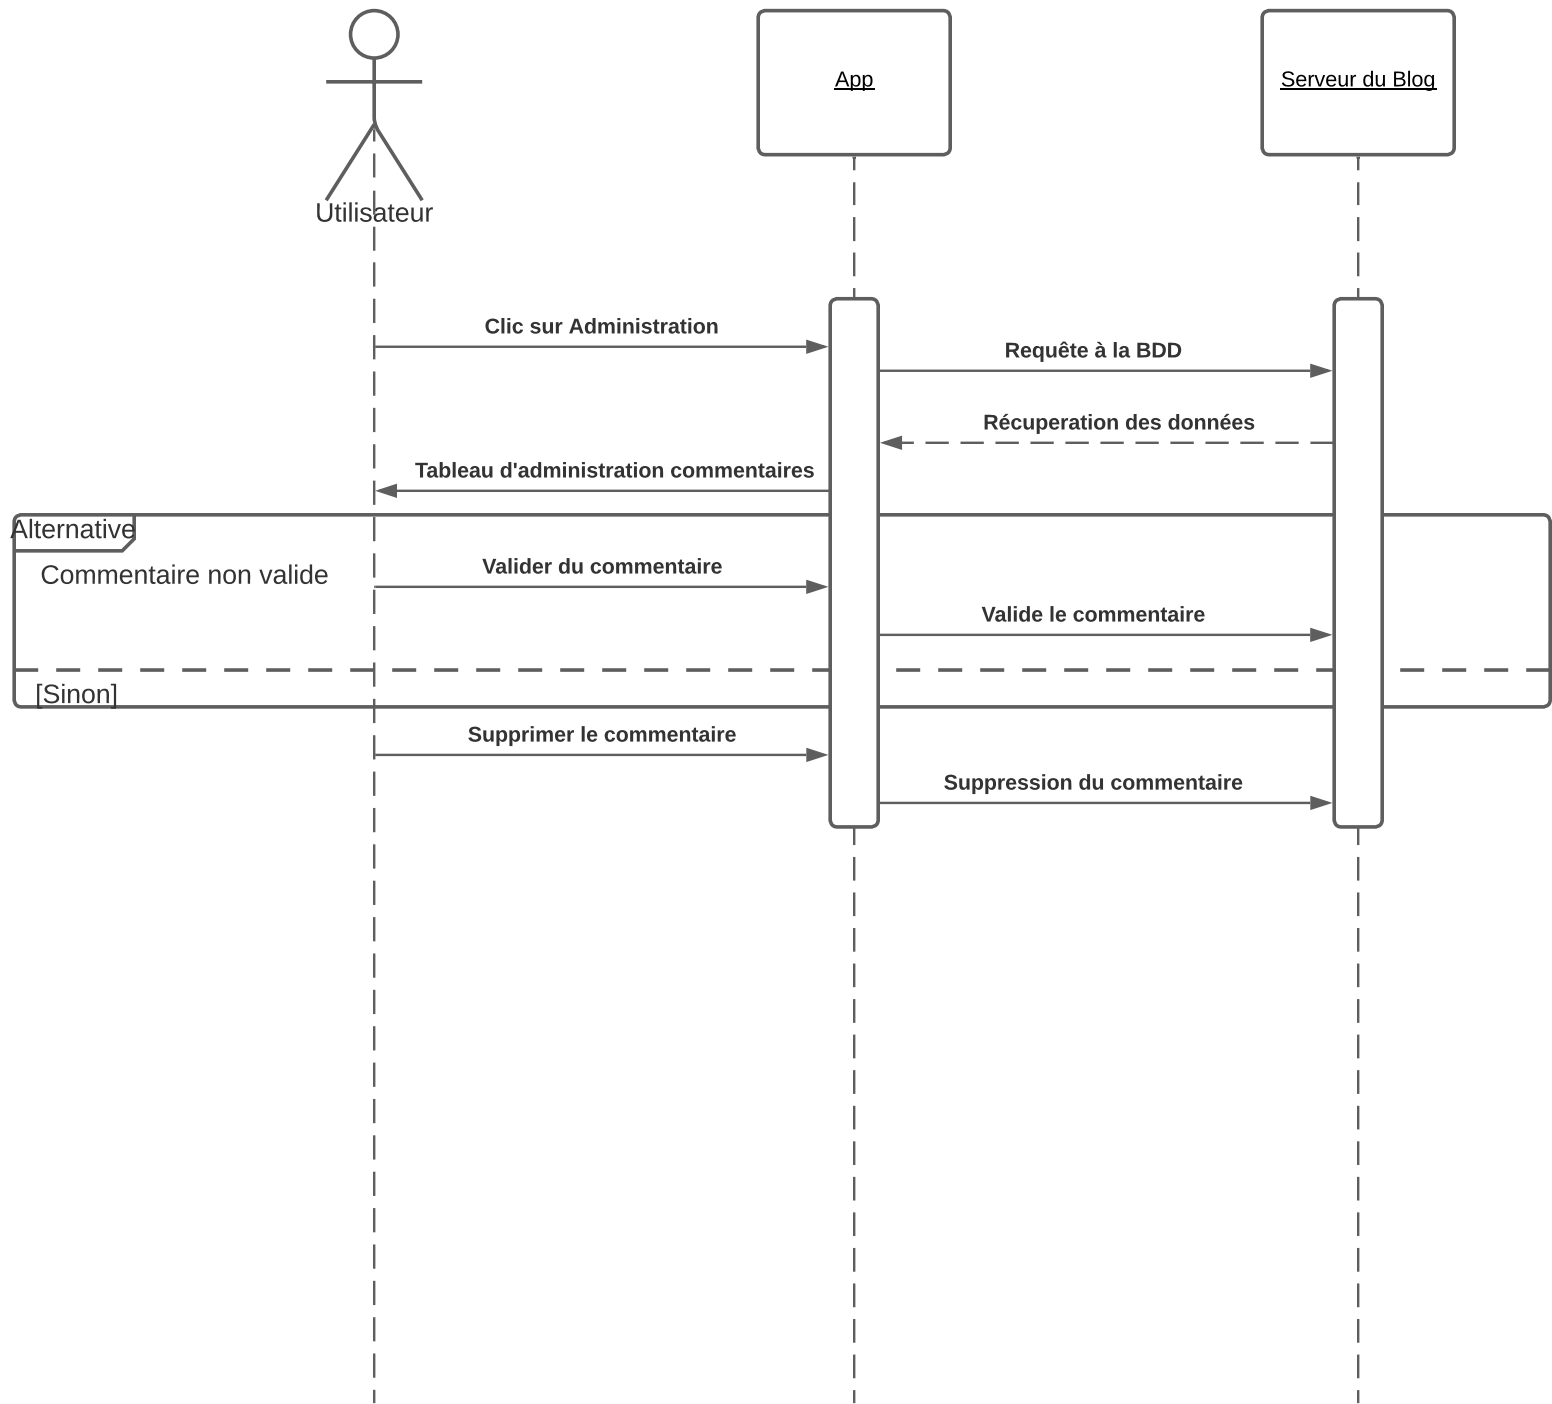 App
Serveur du Blog
Utilisateur
Clic sur Administration
Requête à la BDD
Récuperation des données
Tableau d'administration commentaires
Alternative
Commentaire non valide
Valider du commentaire
Valide le commentaire
[Sinon]
Supprimer le commentaire
Suppression du commentaire